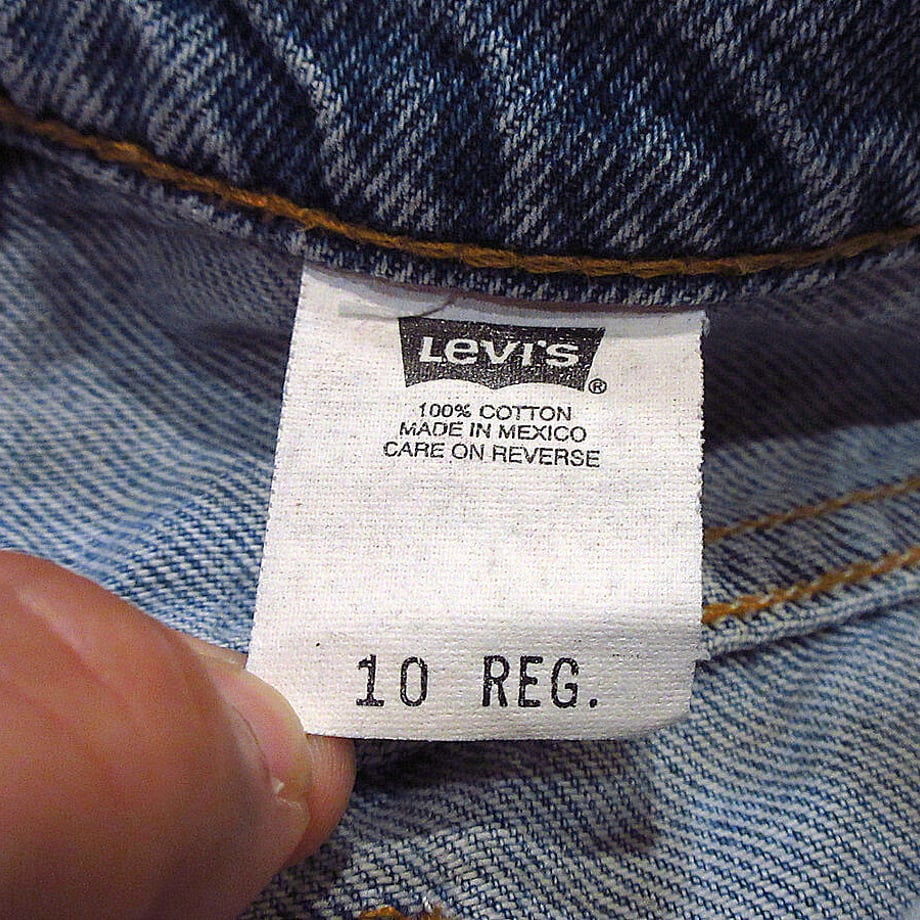 Levi's ®
100% COTTON
MADE IN MEXICO
CARE ON REVERSE
10 REG.